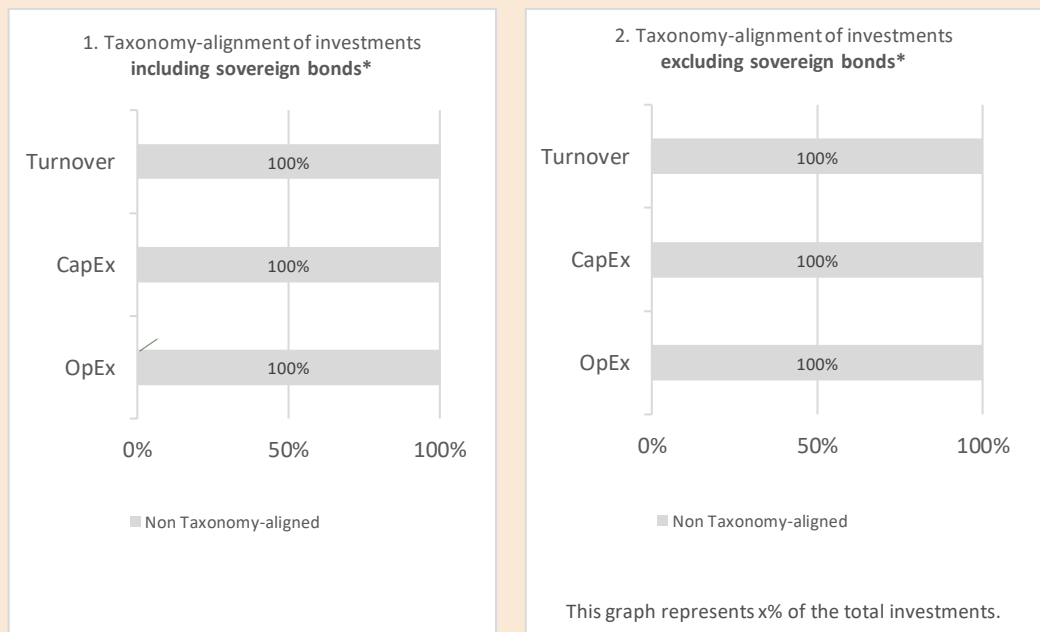 1. Taxonomy-alignment of investments
including sovereign bonds*
Turnover
100%
CapEx
100%
OpEx
100%
0%
50%
100%
Non Taxonomy-aligned
2. Taxonomy-alignment of investments
excluding sovereign bonds*
Turnover
100%
CapEx
100%
OpEx
100%
0%
50%
100%
Non Taxonomy-aligned
This graph represents x% of the total investments.